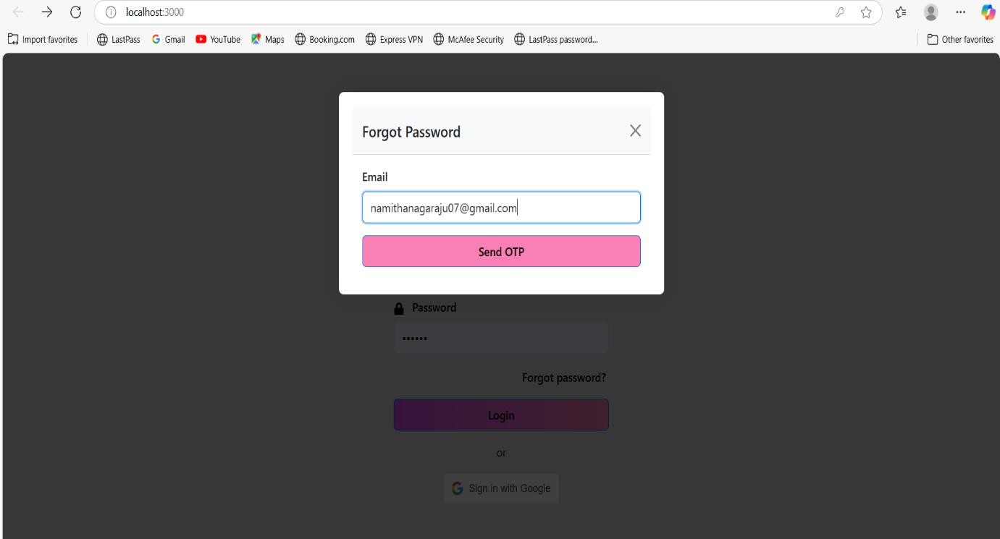 localhost:3000
Import favorites LastPass Gmail YouTube Maps Booking.com Express VPN McAfee Security LastPass password... Other favorites
Forgot Password
Email
namithanagaraju07@gmail.com
Send OTP
Password
••••••
Forgot password?
Login
or
Sign in with Google